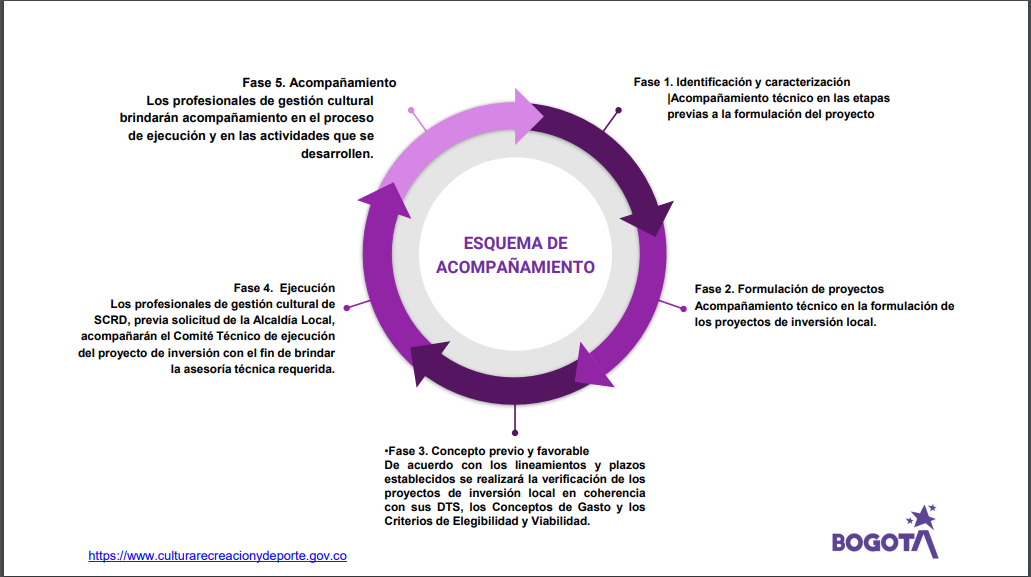 Fase 5. Acompañamiento
Los profesionales de gestión cultural
brindarán acompañamiento en el proceso
de ejecución y en las actividades que se
desarrollen.
Fase 1. Identificación y caracterización
|Acompañamiento técnico en las etapas
previas a la formulación del proyecto
ESQUEMA DE
ACOMPAÑAMIENTO
Fase 4.  Ejecución
Los profesionales de gestión cultural de
SCRD, previa solicitud de la Alcaldía Local,
acompañarán el Comité Técnico de ejecución
del proyecto de inversión con el fin de brindar
la asesoría técnica requerida.
Fase 2. Formulación de proyectos
Acompañamiento técnico en la formulación de
los proyectos de inversión local.
•Fase 3. Concepto previo y favorable
De acuerdo con los lineamientos y plazos
establecidos se realizará la verificación de los
proyectos de inversión local en coherencia
con sus DTS, los Conceptos de Gasto y los
Criterios de Elegibilidad y Viabilidad.
https://www.culturarecreacionydeporte.gov.co
BOGOTÁ